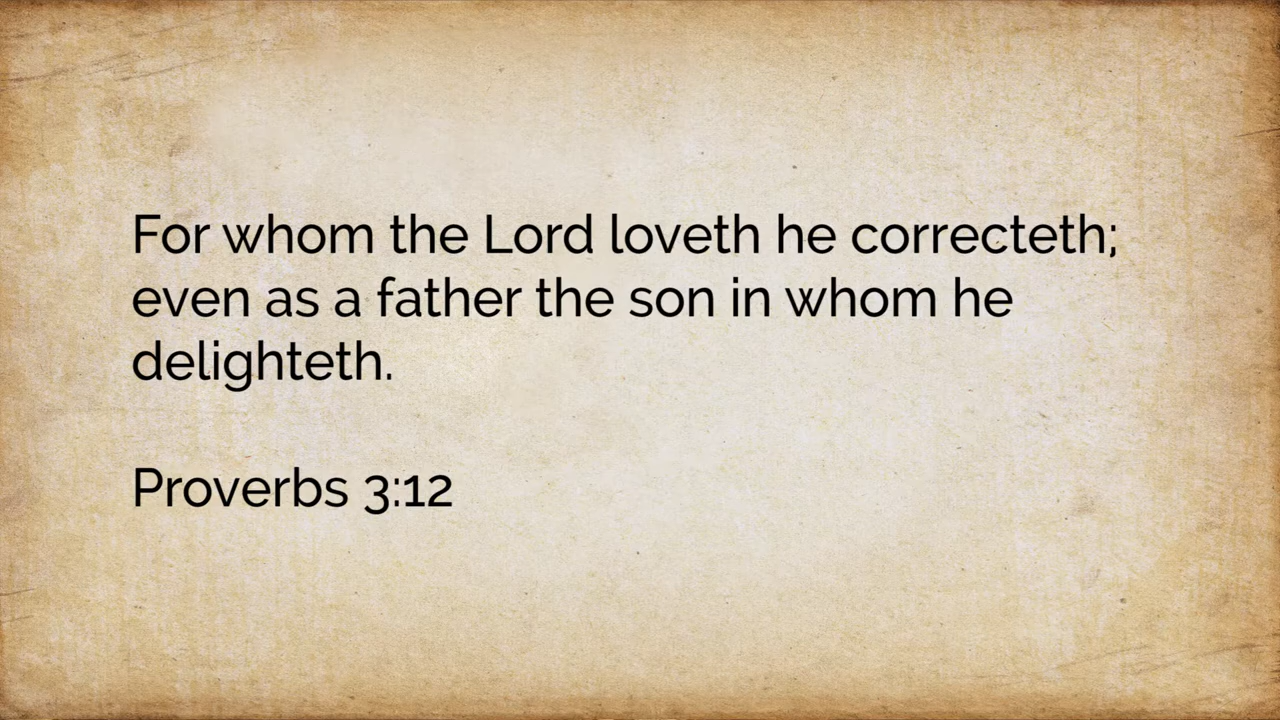 For whom the Lord loveth he correcteth;
even as a father the son in whom he
delighteth.
Proverbs 3:12